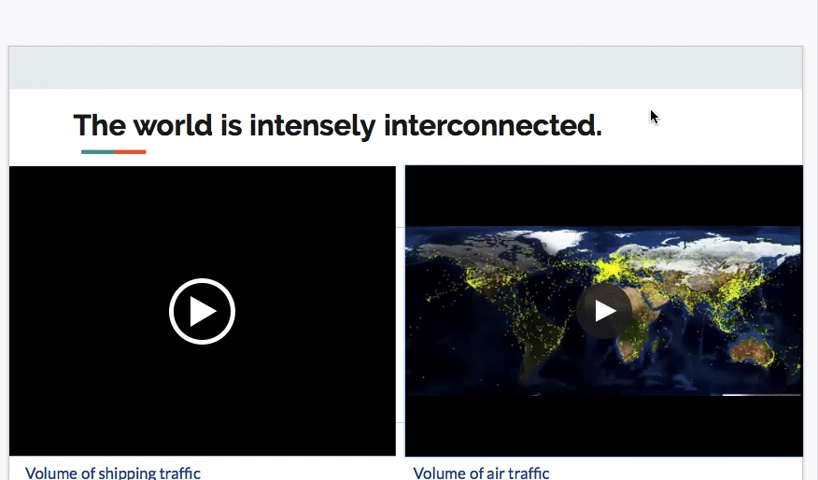 The world is intensely interconnected.
Volume of shipping traffic
Volume of air traffic